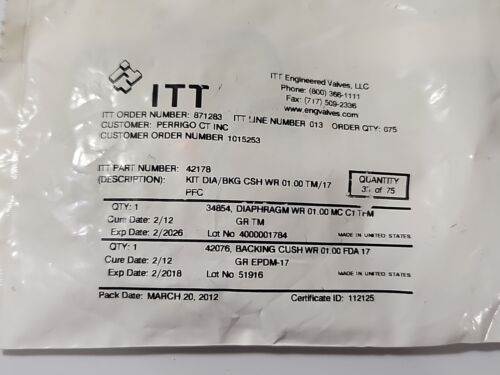 ITT
ITT Engineered Valves, LLC
Phone: (800) 366-1111
Fax: (717) 509-2336
www.engvalves.com
ITT ORDER NUMBER: 871283 ITT LINE NUMBER 013 ORDER QTY: 075
CUSTOMER: PERRIGO CT INC
CUSTOMER ORDER NUMBER 1015253
ITT PART NUMBER: 42178
(DESCRIPTION): KIT DIA/BKG CSH WR 01.00 TM/17
PFC
QUANTITY
of 75
QTY: 1 34854, DIAPHRAGM WR 01.00 MC
Cure Date: 2/12 GR TM
Exp Date: 2/2026 Lot No 4000001784 MADE IN UNITED STATES
QTY: 1 42076, BACKING CUSH WR 01.00 FDA 17
Cure Date: 2/12 GR EPDM-17
Exp Date: 2/2018 Lot No 51916 MADE IN UNITED STATES
Pack Date: MARCH 20, 2012 Certificate ID: 112125